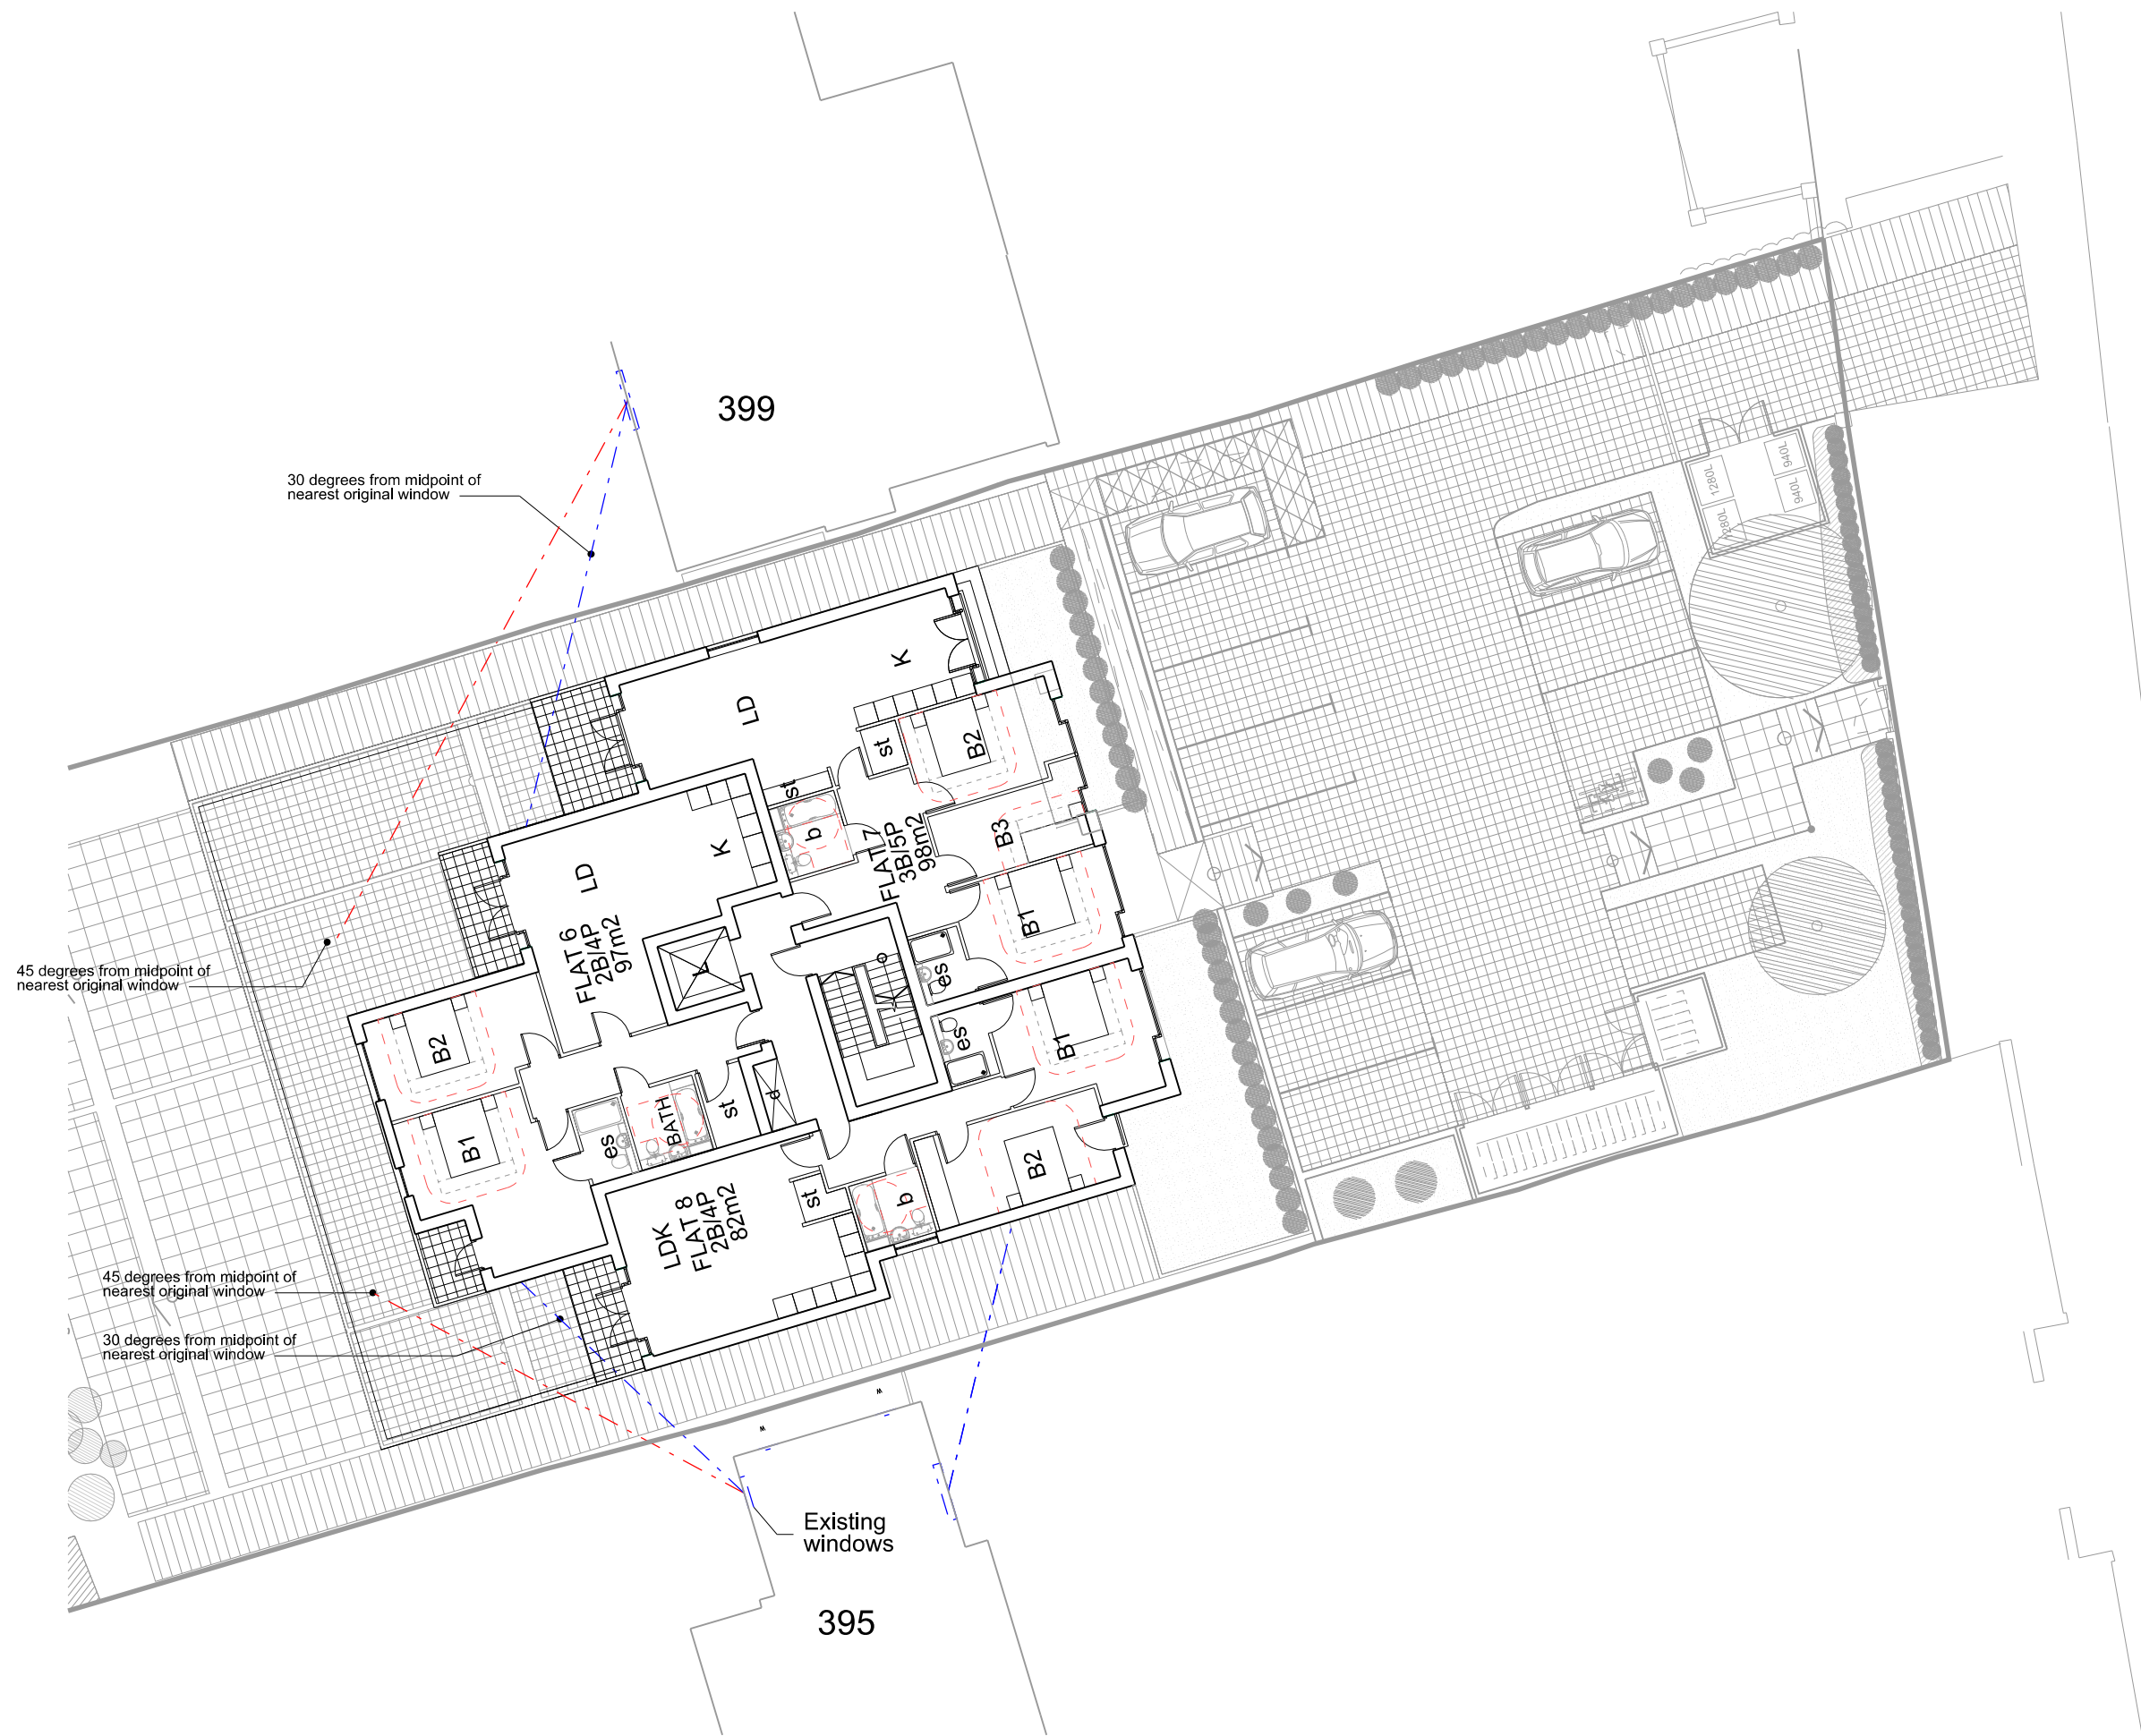 399
30 degrees from midpoint of
nearest original window
1280L
1280L
940L
940L
K
LD
st
B2
st
b
FLAT 7
3B/5P
98m2
B3
B1
es
K
LD
FLAT 6
2B/4P
97m2
L
45 degrees from midpoint of
nearest original window
B2
B1
es
BATH
st
d
es
B1
B2
b
st
LDK
FLAT 8
2B/4P
82m2
45 degrees from midpoint of
nearest original window
30 degrees from midpoint of
nearest original window
w
w
Existing
windows
395